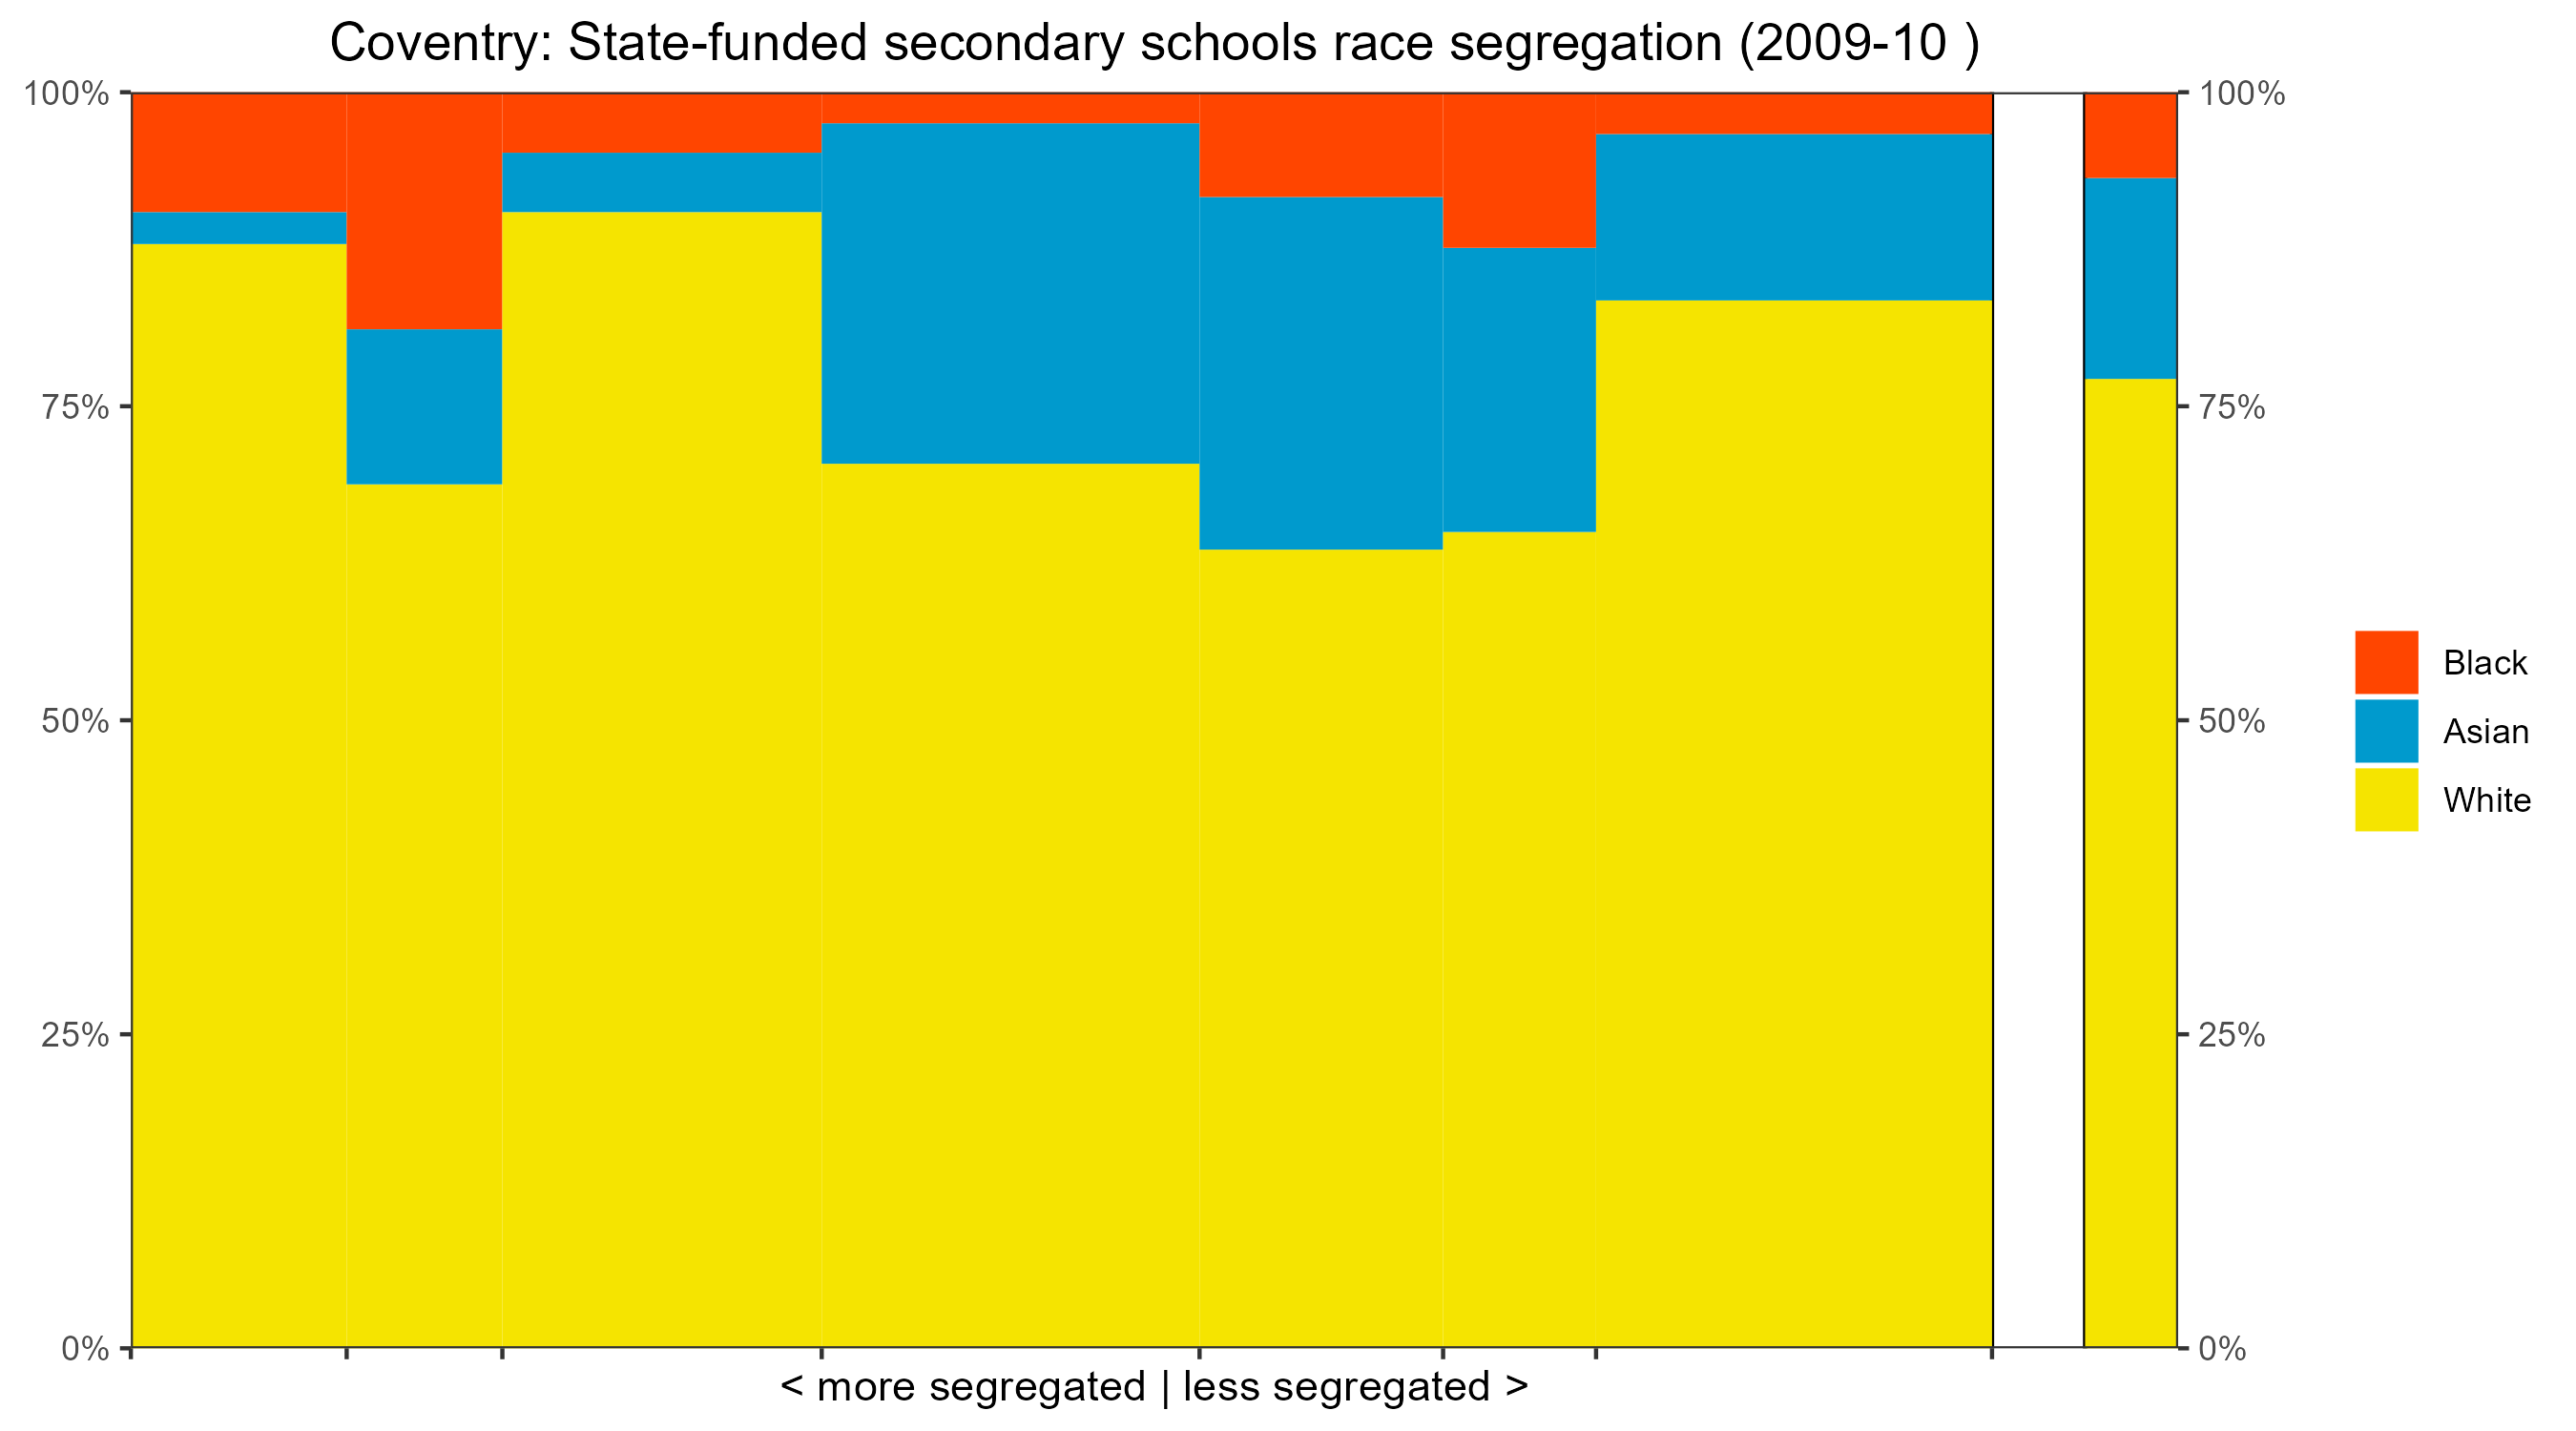 Coventry: State-funded secondary schools race segregation (2009-10 )
100%
75%
50%
25%
0%
100%
75%
50%
25%
0%
< more segregated | less segregated >
Black
Asian
White